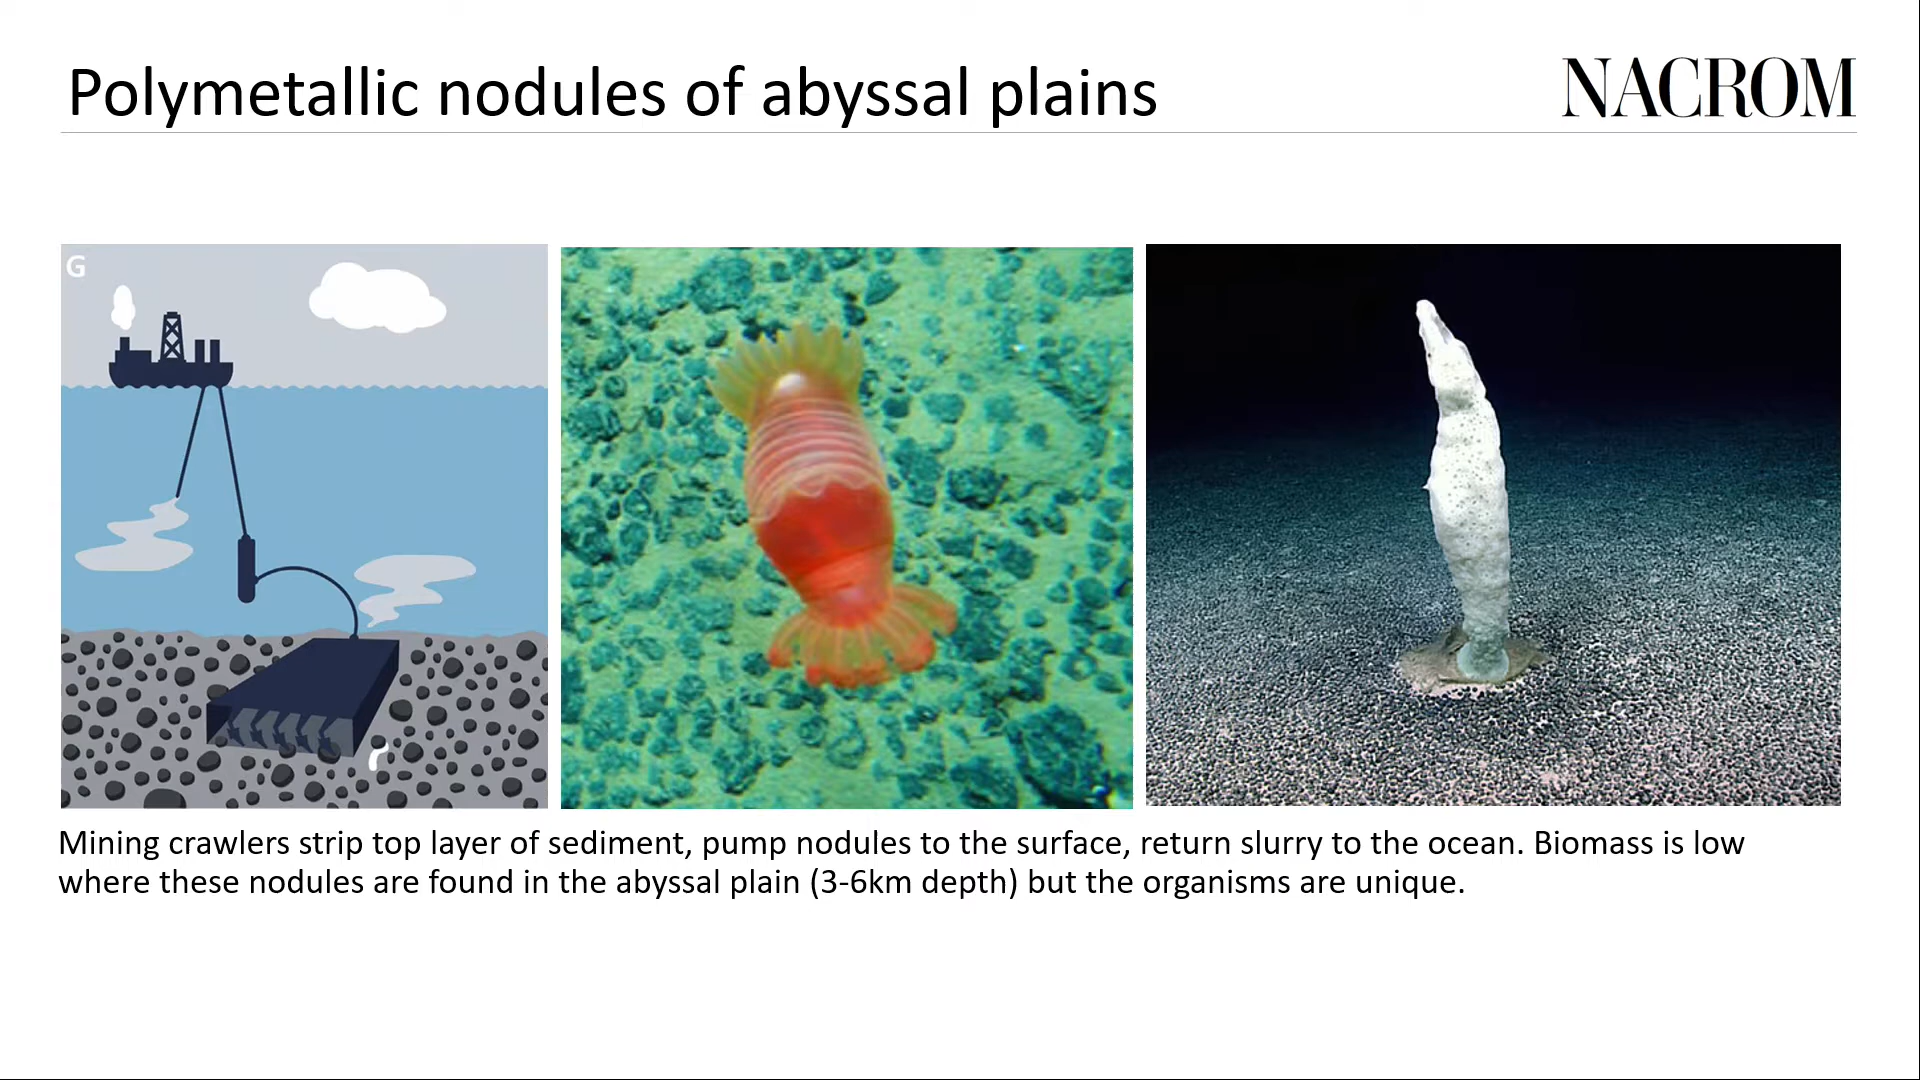 Polymetallic nodules of abyssal plains
NACROM
G
Mining crawlers strip top layer of sediment, pump nodules to the surface, return slurry to the ocean. Biomass is low
where these nodules are found in the abyssal plain (3-6km depth) but the organisms are unique.